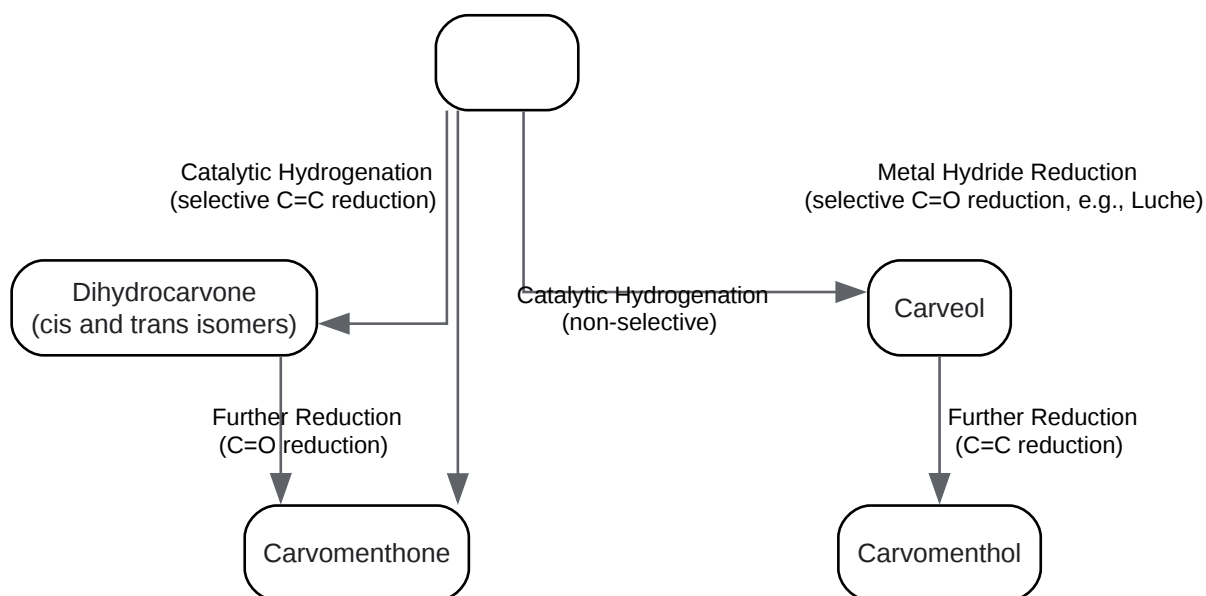 Catalytic Hydrogenation
(selective C=C reduction)
Metal Hydride Reduction
(selective C=O reduction, e.g., Luche)
Dihydrocarvone
(cis and trans isomers)
Catalytic Hydrogenation
(non-selective)
Carveol
Further Reduction
(C=O reduction)
Further Reduction
(C=C reduction)
Carvomenthone
Carvomenthol